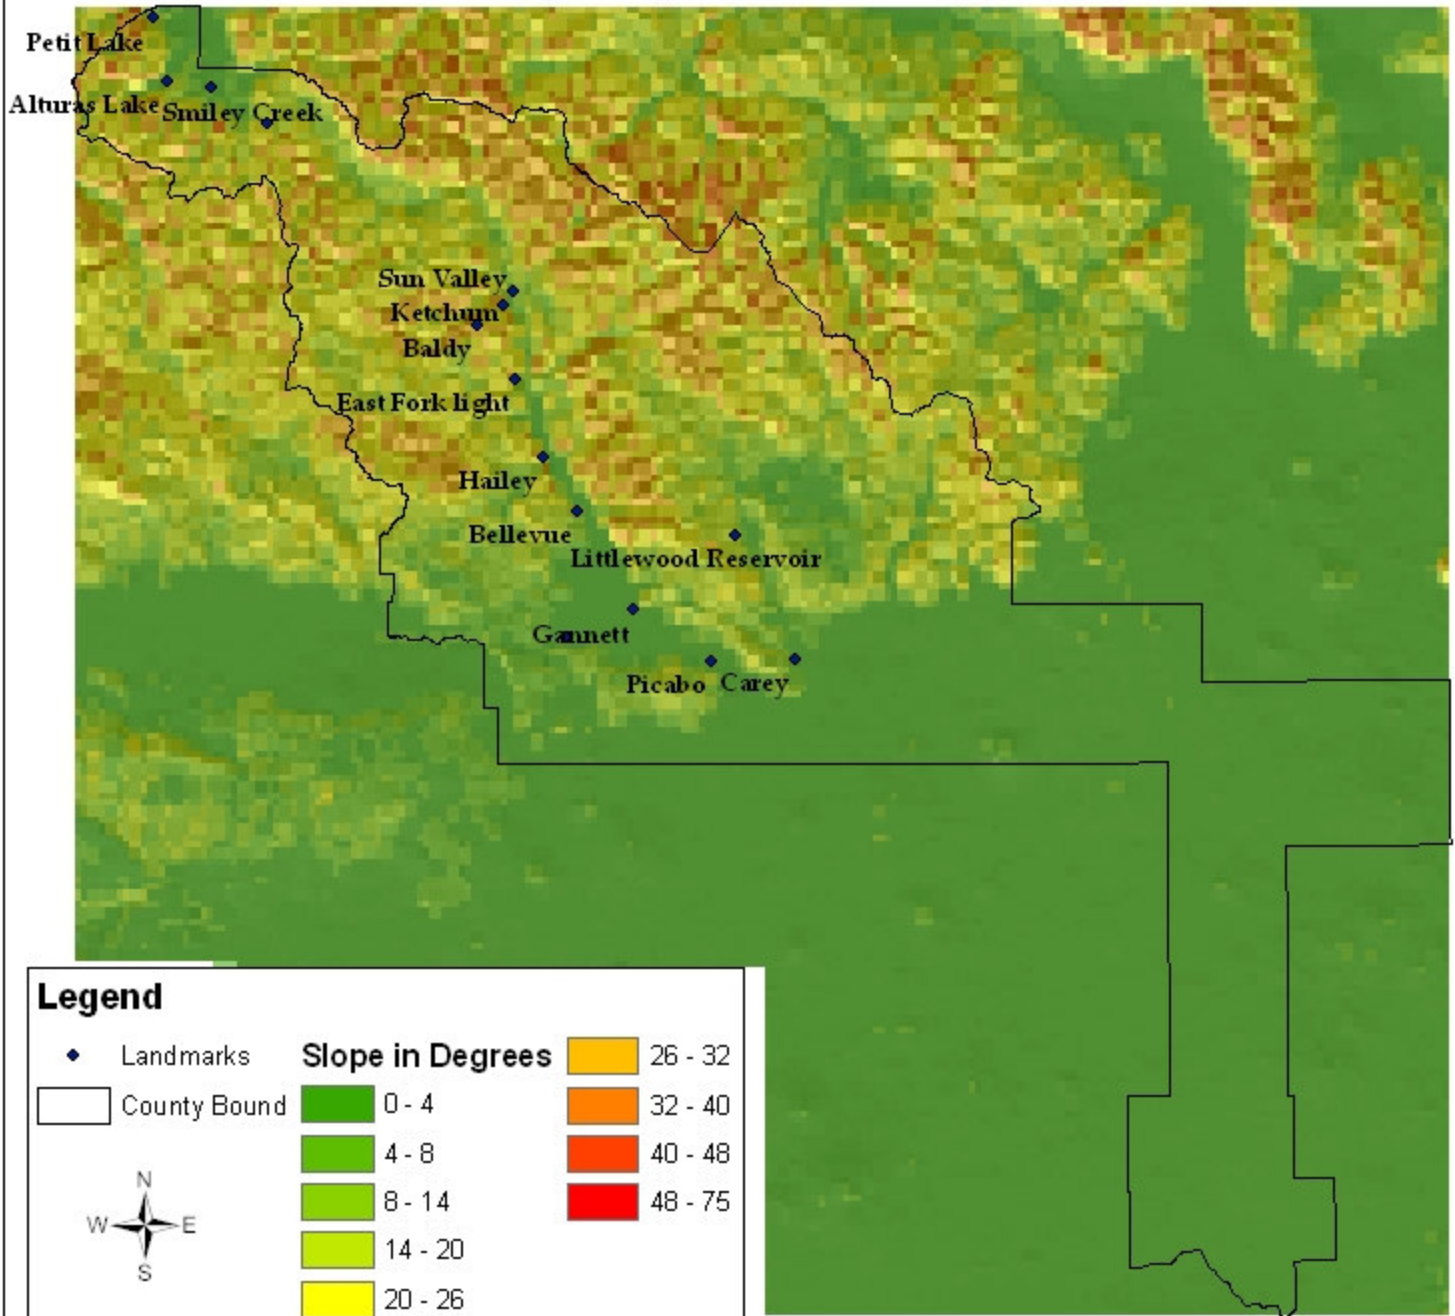 Petit Lake
Alturas Lake
Smiley Creek
Sun Valley
Ketchum
Baldy
East Fork light
Hailey
Bellevue
Littlewood Reservoir
Gannett
Picabo
Carey
Legend
Landmarks
County Bound
N
W
E
S
Slope in Degrees
0 - 4
4 - 8
8 - 14
14 - 20
20 - 26
26 - 32
32 - 40
40 - 48
48 - 75